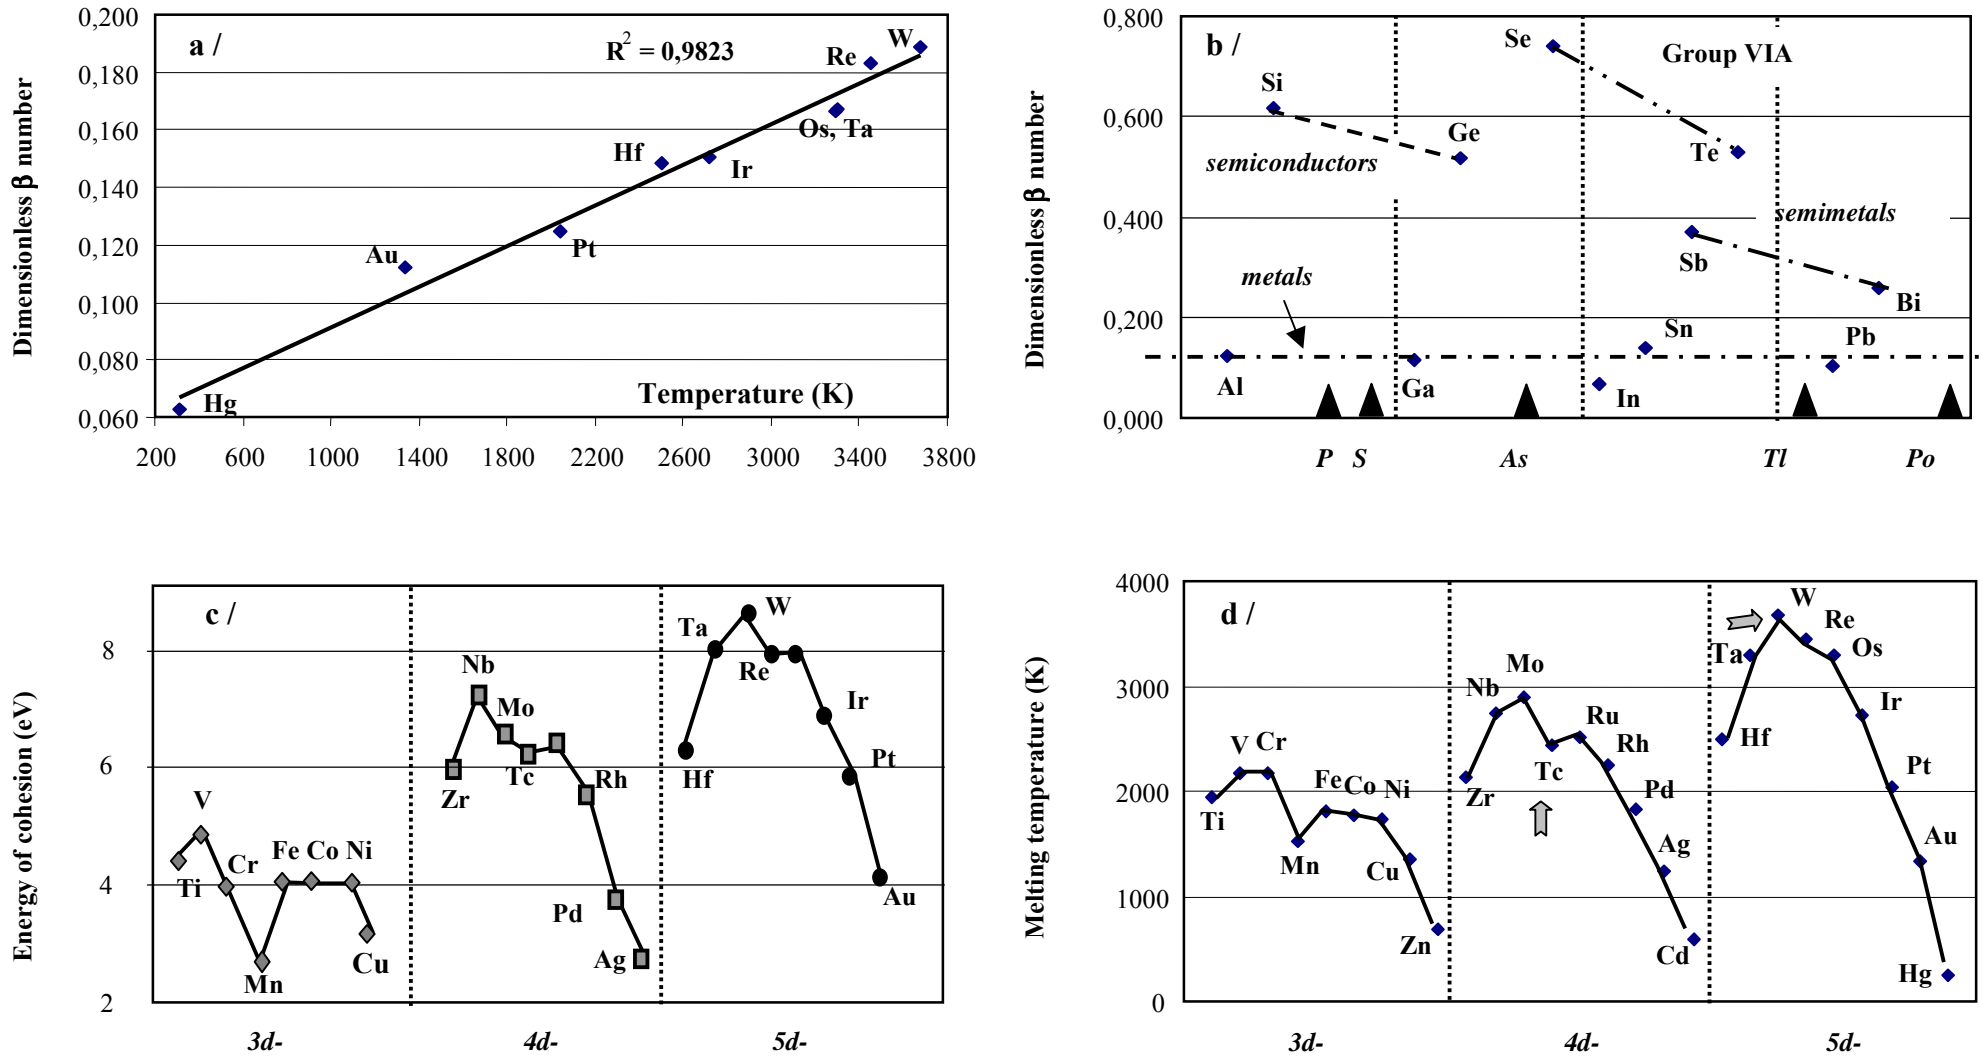 a /
R2 = 0,9823
Dimensionless β number
0,200
0,180
0,160
0,140
0,120
0,100
0,080
0,060
W
Re
Os, Ta
Hf
Ir
Pt
Au
Hg
Temperature (K)
200 600 1000 1400 1800 2200 2600 3000 3400 3800
b /
Dimensionless β number
0,800
0,600
0,400
0,200
0,000
Se
Group VIA
Si
Ge
Te
semiconductors
semimetals
Sb
metals
Bi
Sn
Pb
Al
Ga
In
P S As Tl Po
c /
Energy of cohesion (eV)
8
6
4
2
W
Ta
Re
Nb
Mo
Ir
Tc
Rh
Pt
Zr
Hf
V
Cr
Fe Co Ni
Ti
Pd
Au
Cu
Ag
Mn
3d- 4d- 5d-
d /
Melting temperature (K)
4000
3000
2000
1000
0
W
Re
Ta
Os
Mo
Nb
Ir
Ru
Rh
Hf
V Cr
Tc
Fe Co Ni
Zr
Pd
Pt
Ti
Au
Ag
Mn
Cu
Zn
Cd
Hg
3d- 4d- 5d-